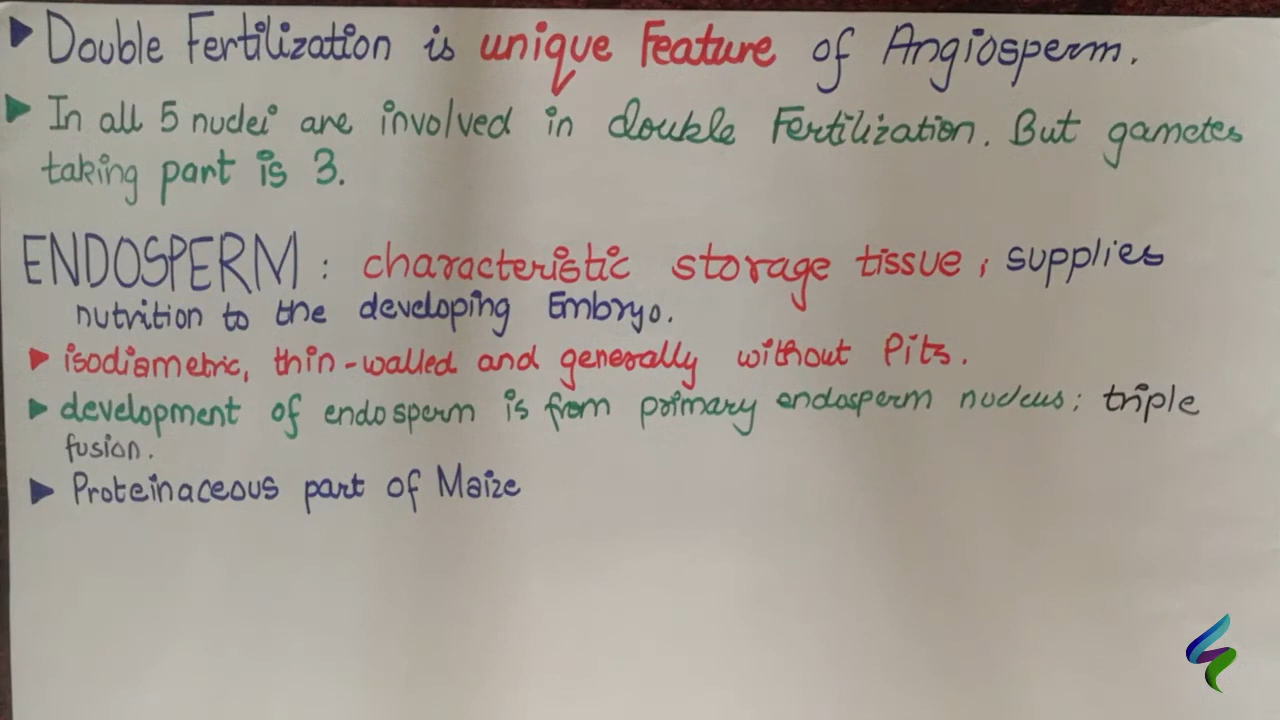 Double Fertilization is unique Feature of Angiosperm.
In all 5 nuclei are involved in double Fertilization. But gametes
taking part is 3.
ENDOSPERM : characteristic storage tissue, supplies
nutrition to the developing Embryo.
isodiametric, thin-walled and generally without Pits.
development of endosperm is from primary endosperm nucleus; triple
fusion.
Proteinaceous part of Maize